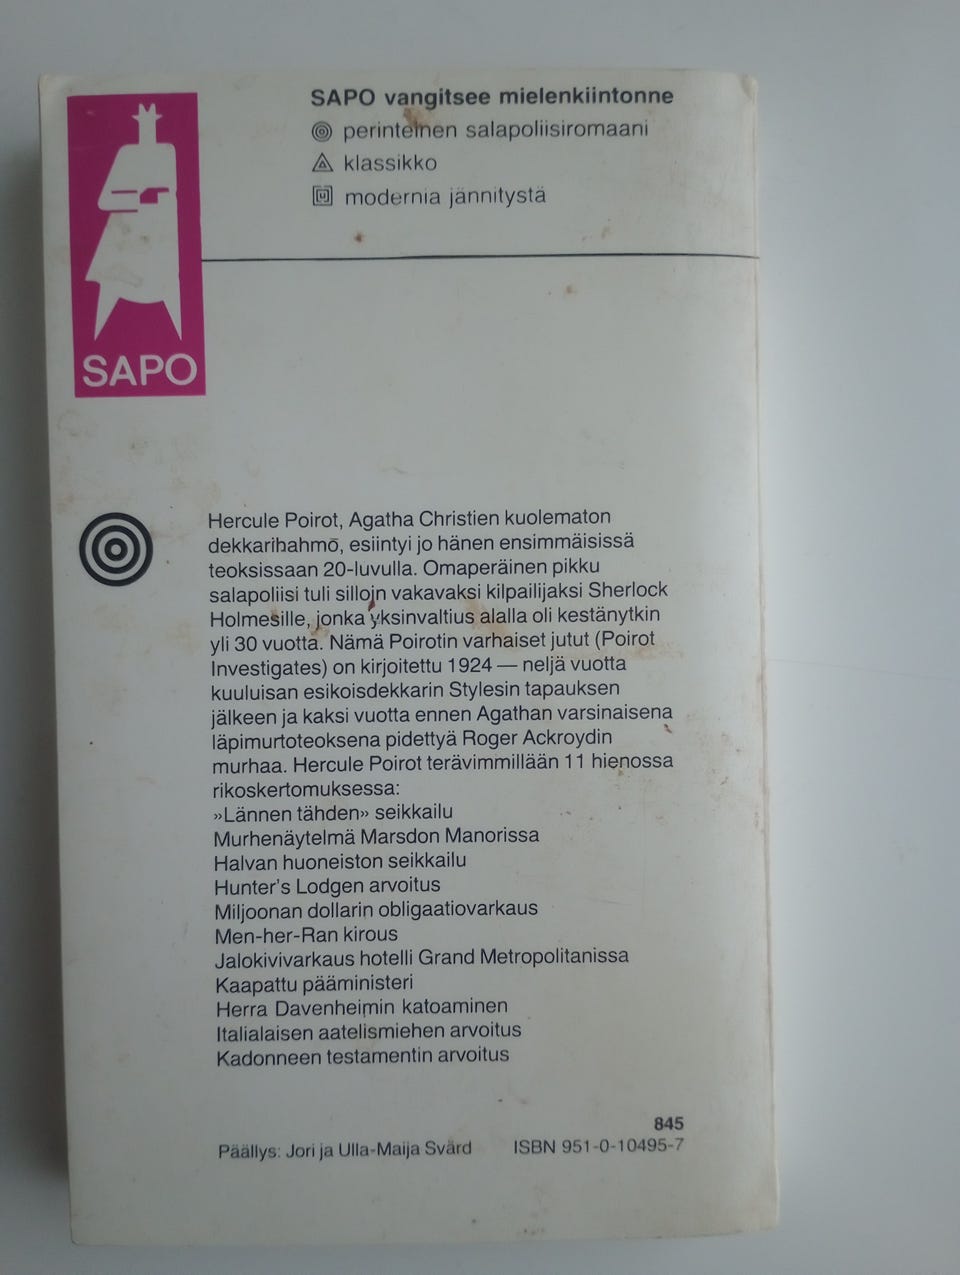 SAPO vangitsee mielenkiintonne
perinteinen salapoliisiromaani
klassikko
modernia jännitystä
SAPO
Hercule Poirot, Agatha Christien kuolematon
dekkarihahmo, esiintyi jo hänen ensimmäisissä
teoksissaan 20-luvulla. Omaperäinen pikku
salapoliisi tuli silloin vakavaksi kilpailijaksi Sherlock
Holmesille, jonka yksinvaltius alalla oli kestänytkin
yli 30 vuotta. Nämä Poirotin varhaiset jutut (Poirot
Investigates) on kirjoitettu 1924 — neljä vuotta
kuuluisan esikoisdekkarin Stylesin tapauksen
jälkeen ja kaksi vuotta ennen Agathan varsinaisena
läpimurtoteoksena pidettyä Roger Ackroydin
murhaa. Hercule Poirot terävimmillään 11 hienossa
rikoskertomuksessa:
»Lännen tähden» seikkailu
Murhenäytelmä Marsdon Manorissa
Halvan huoneiston seikkailu
Hunter's Lodgen arvoitus
Miljoonan dollarin obligaatiovarkaus
Men-her-Ran kirous
Jalokivivarkaus hotelli Grand Metropolitanissa
Kaapattu pääministeri
Herra Davenheimin katoaminen
Italialaisen aatelismiehen arvoitus
Kadonneen testamentin arvoitus
845
Päällys: Jori ja Ulla-Maija Svärd ISBN 951-0-10495-7